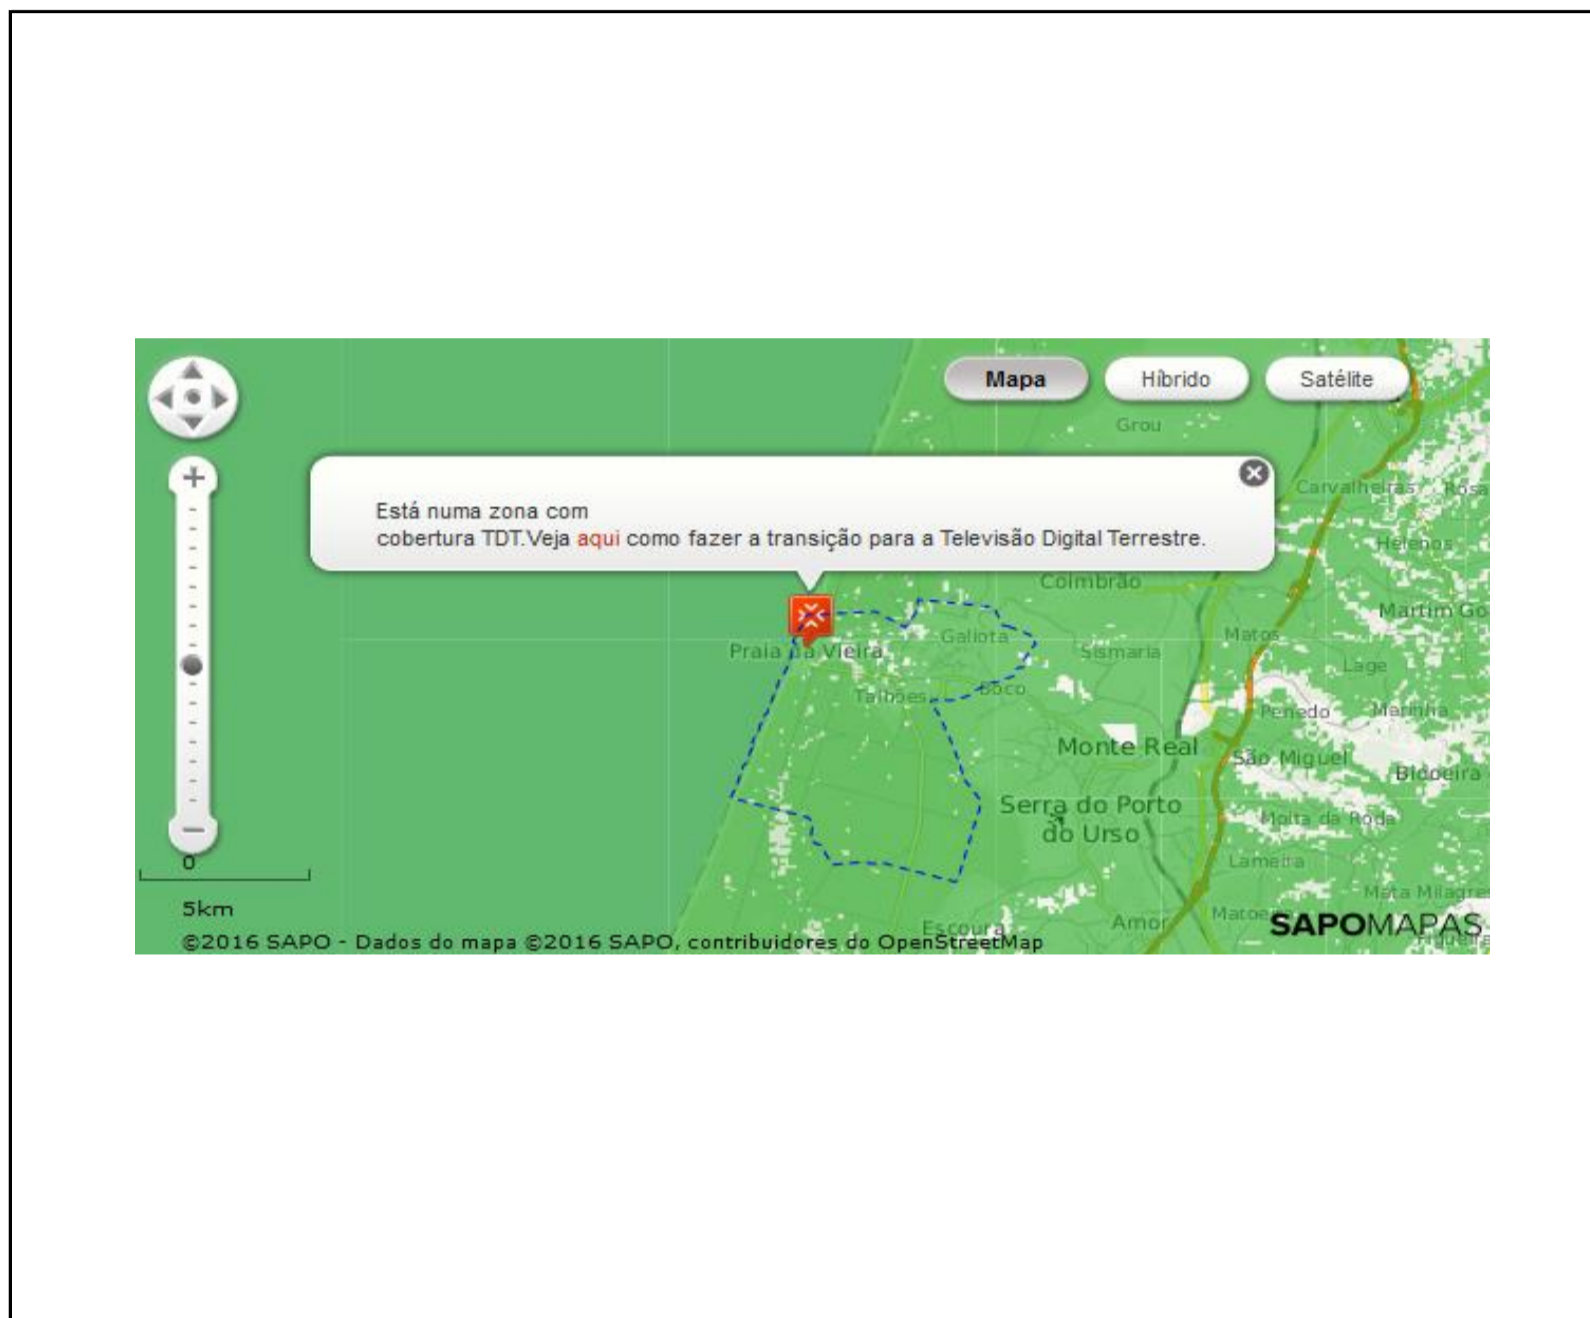 Mapa
Híbrido
Satélite
Grou
Está numa zona com
cobertura TDT.Veja aqui como fazer a transição para a Televisão Digital Terrestre.
Carvalheiras
Helenos
Coimbrão
Martim Go
Praia da Vieira
Galiota
Sismaria
Matos
Lage
Talhões
Boco
Penedo
Marinha
Monte Real
São Miguel
Bidoeira
Serra do Porto
do Urso
Moita da Roda
Lameira
Mata Milagres
Escoura
Amor
SAPOMAPAS
0
5km
©2016 SAPO - Dados do mapa ©2016 SAPO, contribuidores do OpenStreetMap